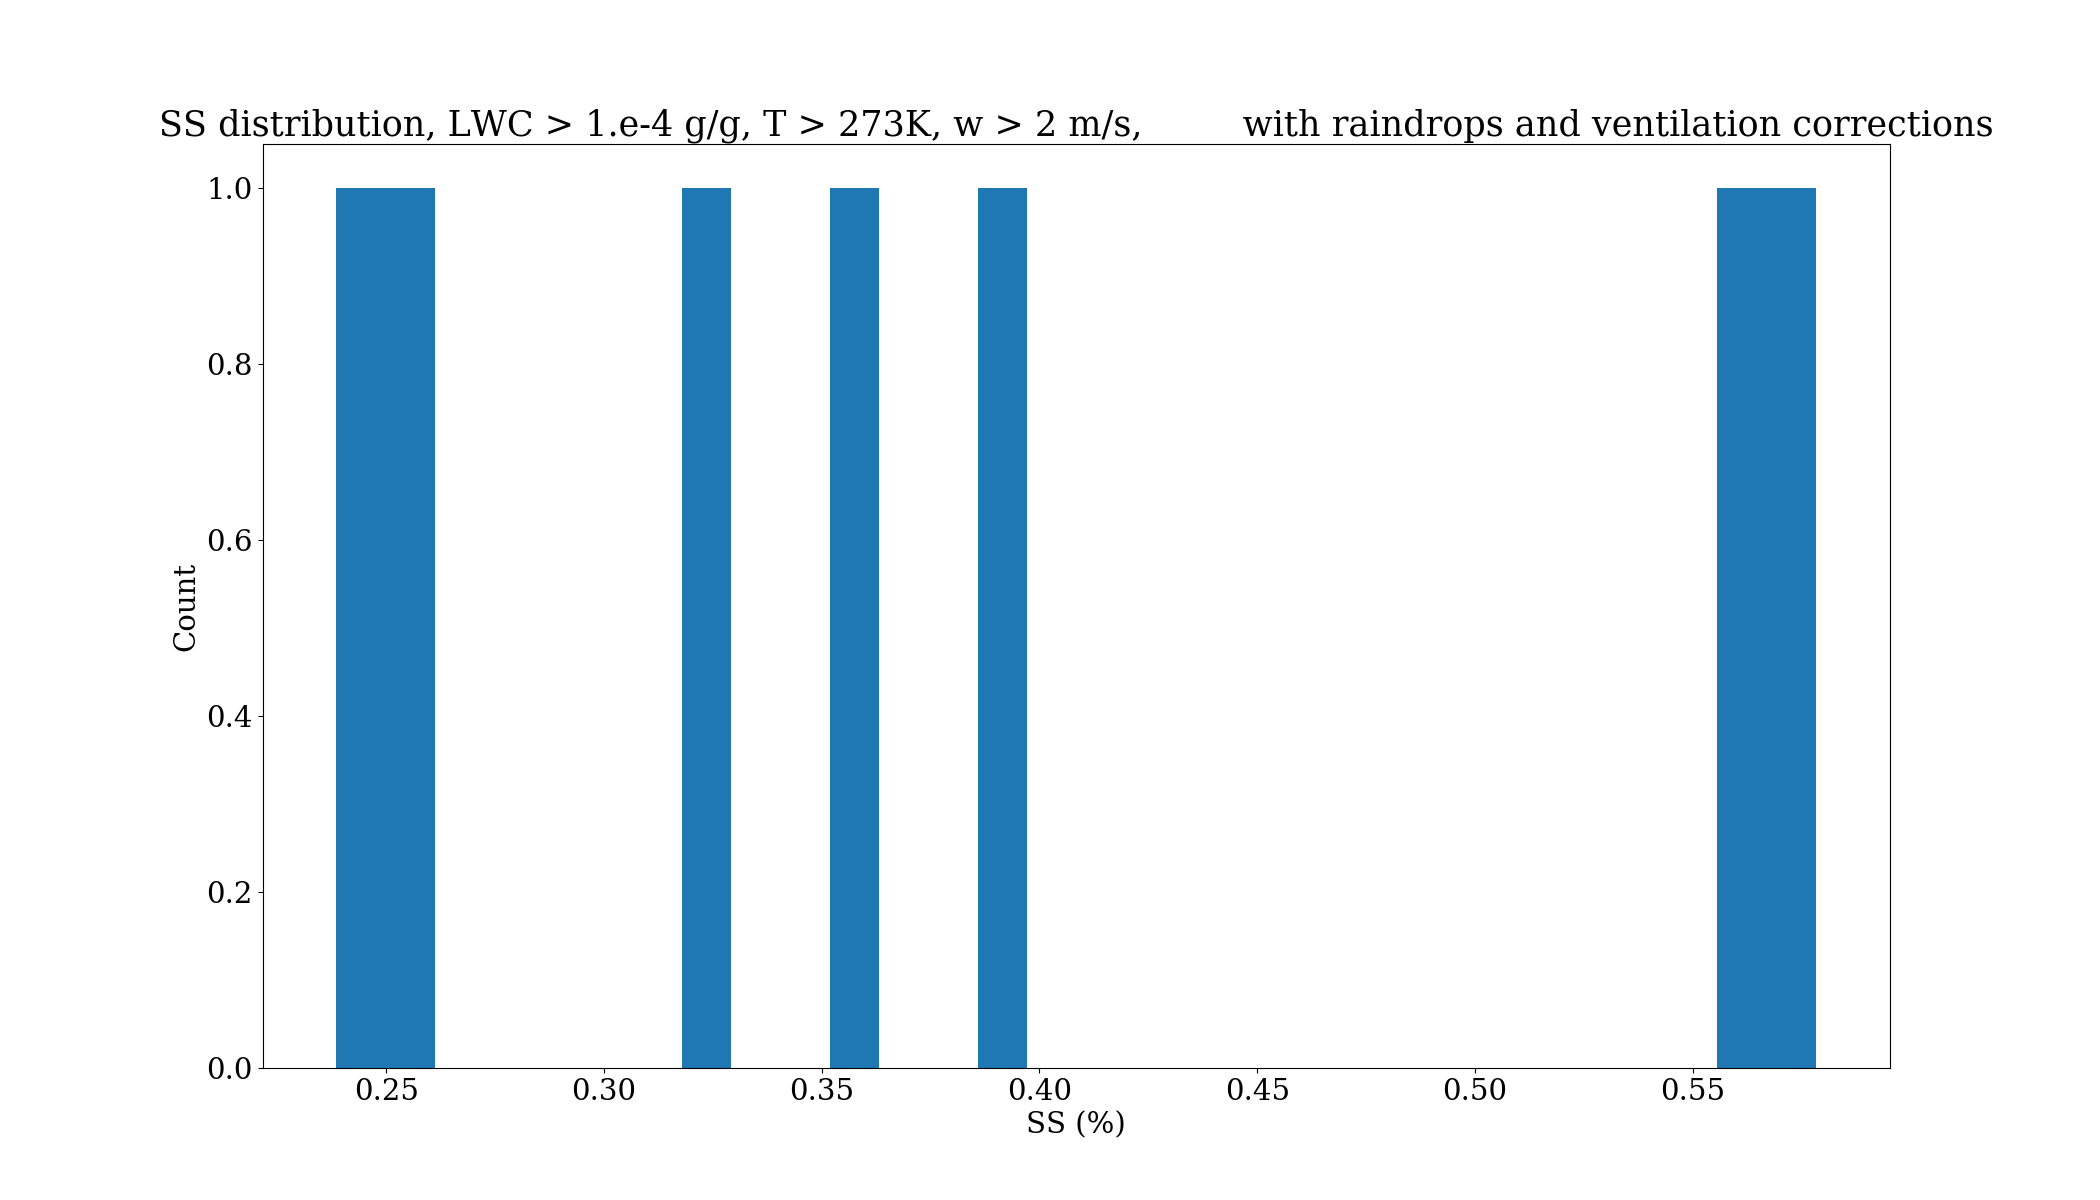 SS distribution, LWC > 1.e-4 g/g, T > 273K, w > 2 m/s,         with raindrops and ventilation corrections
1.0
0.8
0.6
0.4
0.2
0.0
Count
0.25 0.30 0.35 0.40 0.45 0.50 0.55
SS (%)